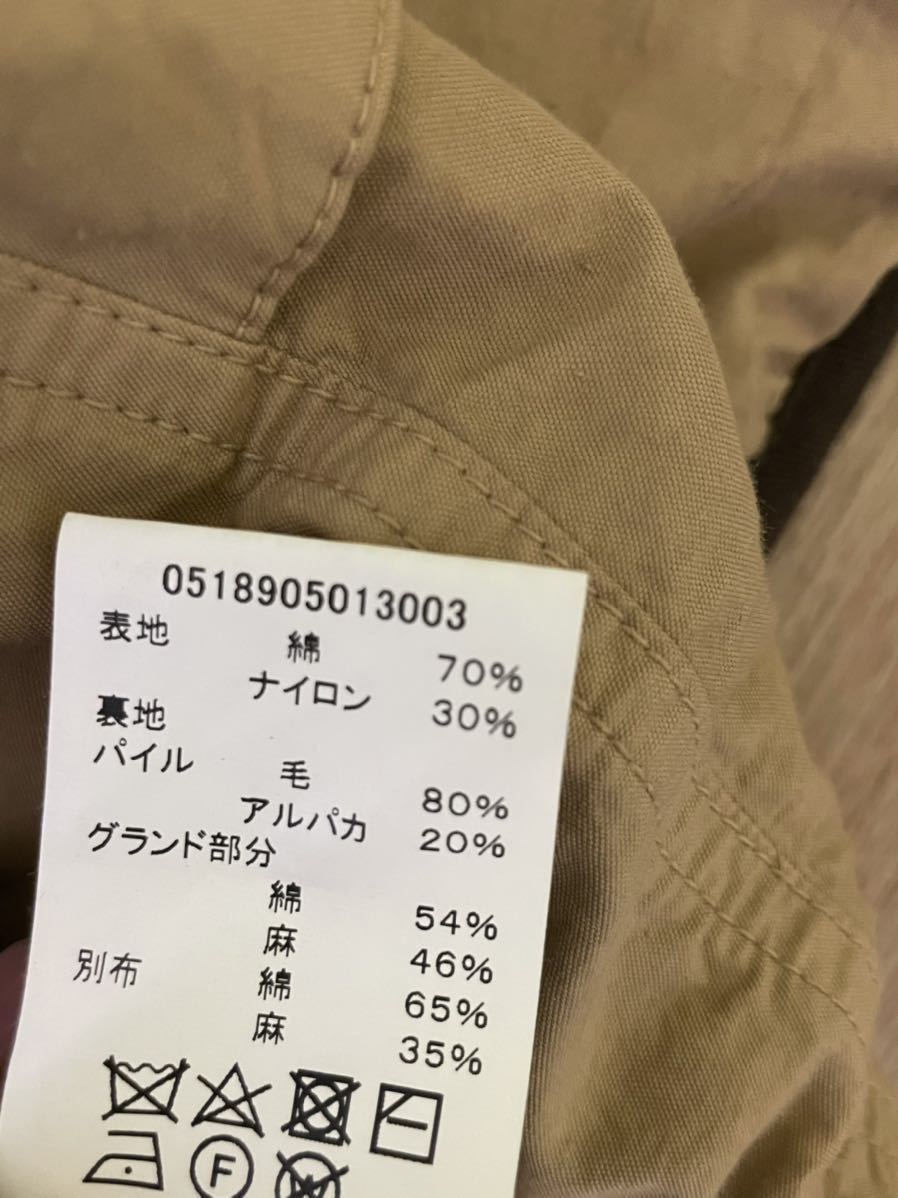 0518905013003
表地 綿 70%
ナイロン 30%
裏地
パイル 毛 80%
アルパカ 20%
グランド部分
綿 54%
麻 46%
別布 綿 65%
麻 35%
F